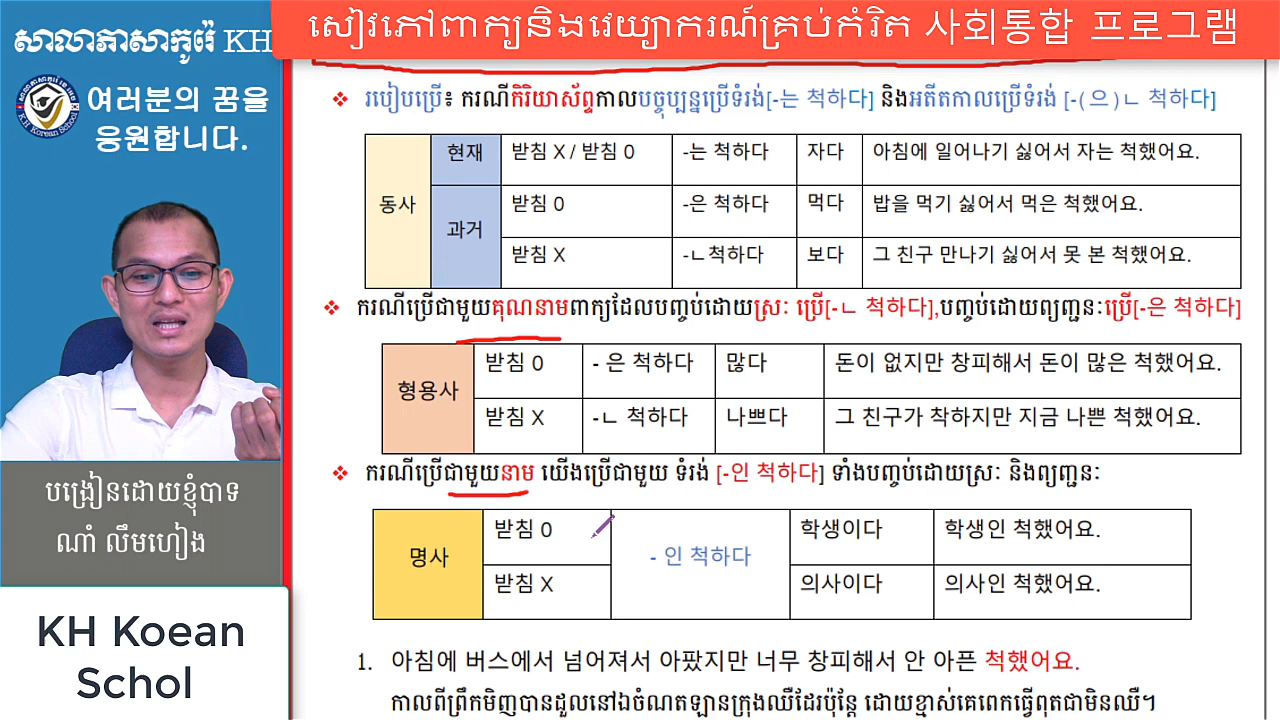 សាលាភាសាកូរ៉េ KH
សៀវភៅពាក្យនិងវេយ្យាករណ៍គ្រប់កំរិត 사회통합 프로그램
여러분의 꿈을
응원합니다.
❖ របៀបប្រើ៖ ករណីកិរិយាស័ព្ទកាលបច្ចុប្បន្នប្រើទំរង់[-는 척하다] និងអតីតកាលប្រើទំរង់ [-(으)ㄴ 척하다]
동사 현재 받침 X / 받침 0 -는 척하다 자다 아침에 일어나기 싫어서 자는 척했어요.
과거 받침 0 -은 척하다 먹다 밥을 먹기 싫어서 먹은 척했어요.
받침 X -ㄴ척하다 보다 그 친구 만나기 싫어서 못 본 척했어요.
❖ ករណីប្រើជាមួយគុណនាមពាក្យដែលបញ្ចប់ដោយស្រៈ ប្រើ[-ㄴ 척하다],បញ្ចប់ដោយព្យញ្ជនៈប្រើ[-은 척하다]
형용사 받침 0 - 은 척하다 많다 돈이 없지만 창피해서 돈이 많은 척했어요.
받침 X -ㄴ 척하다 나쁘다 그 친구가 착하지만 지금 나쁜 척했어요.
❖ ករណីប្រើជាមួយនាម យើងប្រើជាមួយ ទំរង់ [-인 척하다] ទាំងបញ្ចប់ដោយស្រៈ និងព្យញ្ជនៈ
명사 받침 0 - 인 척하다 학생이다 학생인 척했어요.
받침 X 의사이다 의사인 척했어요.
1. 아침에 버스에서 넘어져서 아팠지만 너무 창피해서 안 아픈 척했어요.
កាលពីព្រឹកមិញបានដួលនៅឯចំណតឡានក្រុងឈឺដែរប៉ុន្តែ ដោយខ្មាស់គេពេកធ្វើពុតជាមិនឈឺ។
បង្រៀនដោយខ្ញុំបាទ
ណាំ លឹមហៀង
KH Koean
Schol